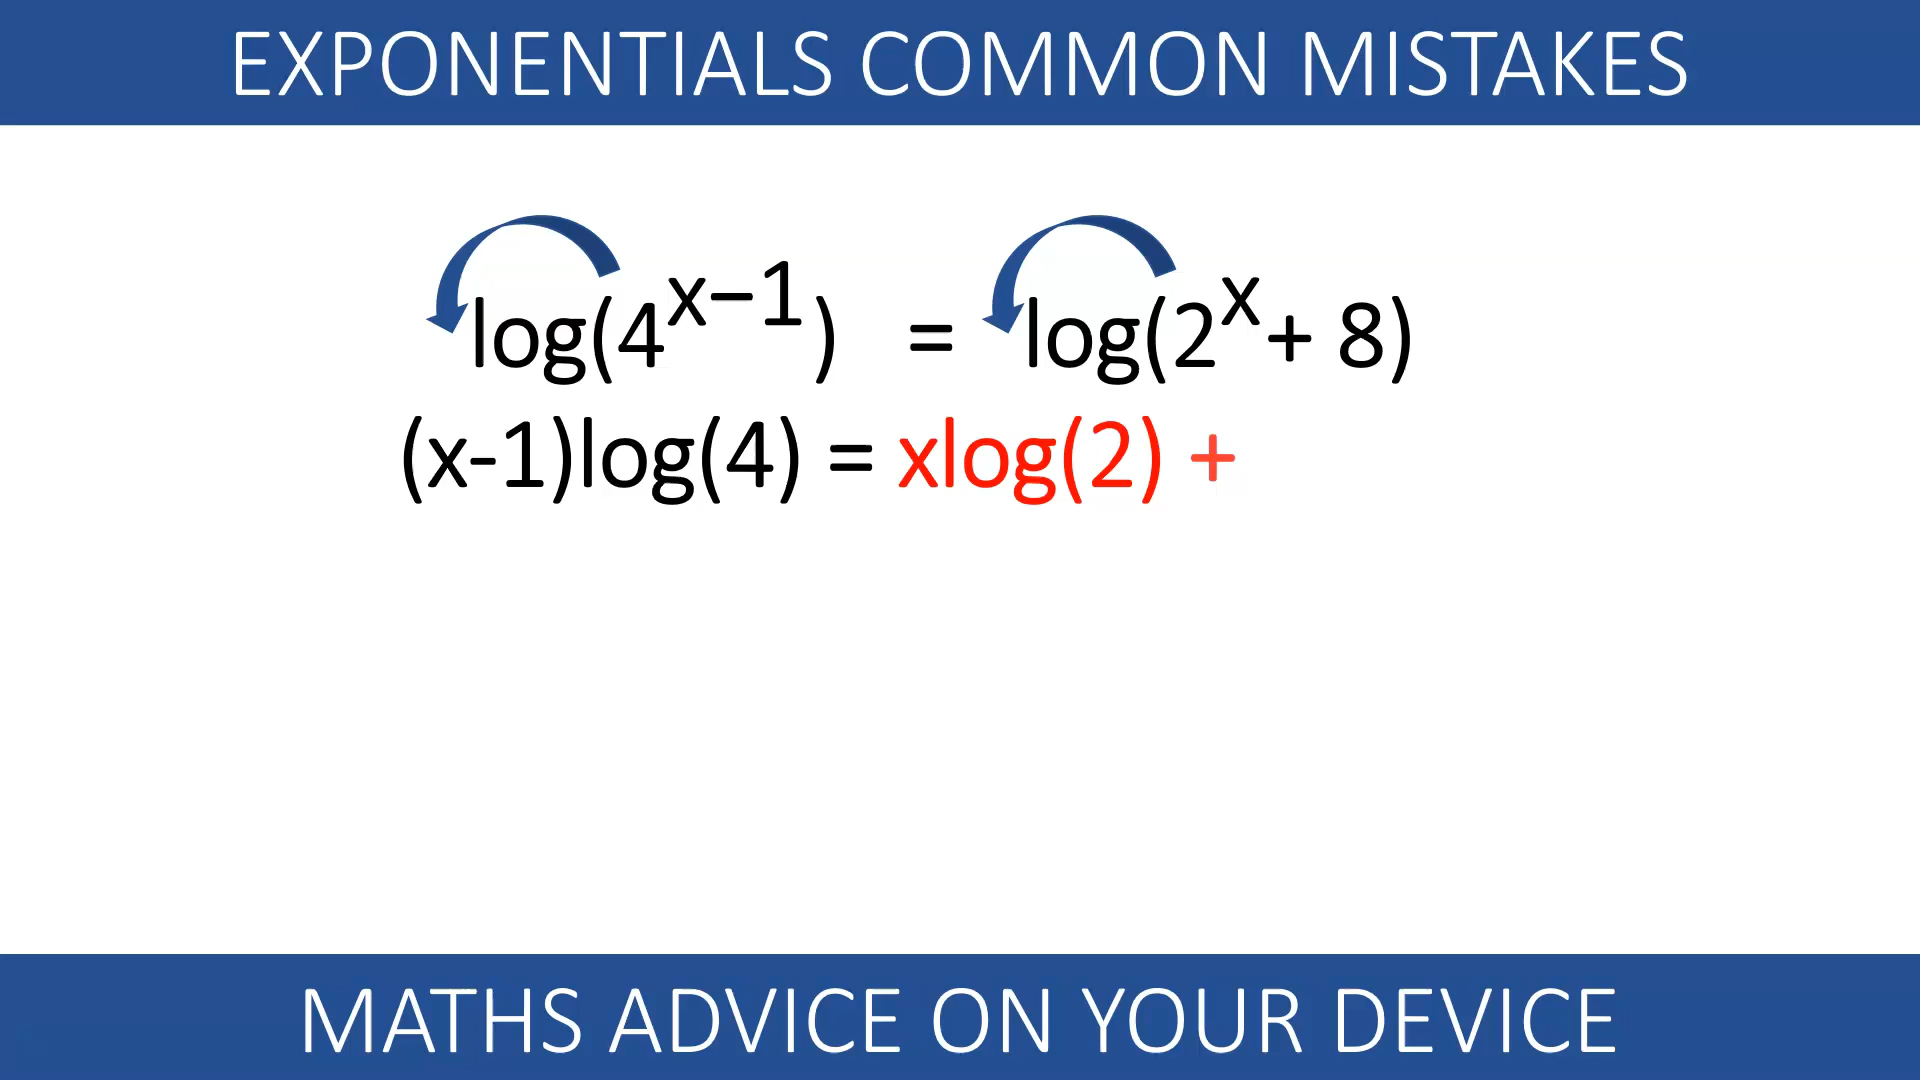 EXPONENTIALS COMMON MISTAKES
log(4^{x−1}) = log(2^x + 8)
(x-1)log(4) = xlog(2) +
MATHS ADVICE ON YOUR DEVICE